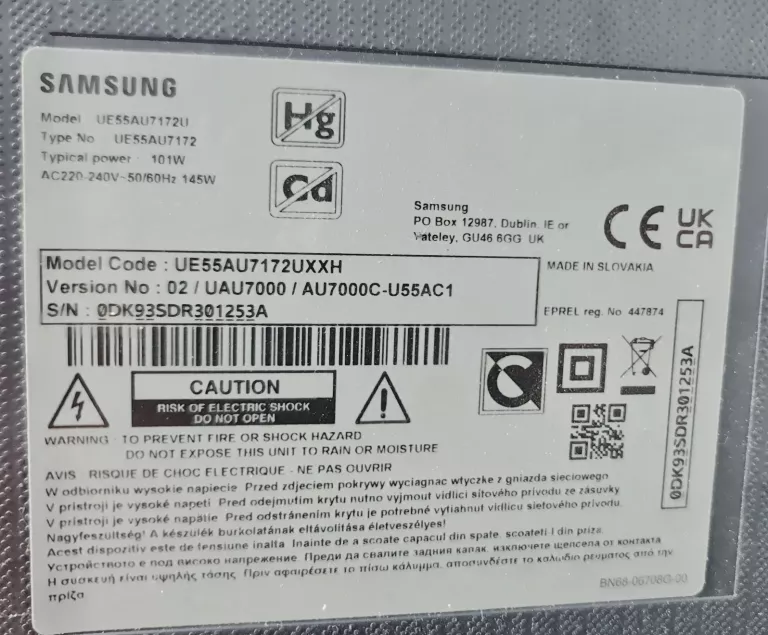 SAMSUNG
Model UE55AU7172U
Type No UE55AU7172
Typical power : 101W
AC220-240V~50/60Hz 145W
Hg
Cd
Samsung
PO Box 12987, Dublin. IE or
Yateley, GU46 6GG UK
CE UK CA
Model Code : UE55AU7172UXXH
Version No : 02 / UAU7000 / AU7000C-U55AC1
S/N : 0DK93SDR301253A
MADE IN SLOVAKIA
EPREL reg. No 447874
CAUTION
RISK OF ELECTRIC SHOCK
DO NOT OPEN
0DK93SDR301253A
WARNING : TO PREVENT FIRE OR SHOCK HAZARD
DO NOT EXPOSE THIS UNIT TO RAIN OR MOISTURE
AVIS : RISQUE DE CHOC ELECTRIQUE - NE PAS OUVRIR
W odbiorniku wysokie napiecie Przed zdjeciem pokrywy wyciagnac wtyczke z gniazda sieciowego
V pristroji je vysoké napeti Pred odejmutím krytu nutno vyjmout vidlici sítového prívodu ze zásuvky
V prístroji je vysoké napätie Pred odstránením krytu je potrebné vytiahnut vidlicu sietového prívodu.
Nagyfeszultség! A készülék burkolatának eltávolítása életveszélyes!
Acest dispozitiv este de tensiune inalta Inainte de a scoate capacul din spate, scoateti l din priza
Устройството е под високо напрежение. Преди да свалите задния капак, изключете щепсела от контакта
Η συσκευή είναι υψηλής τάσης. Πριν αφαιρέσετε το πίσω κάλυμμα, αποσυνδέστε το καλώδιο ρεύματος από την
πρίζα
BN68-06708G-00